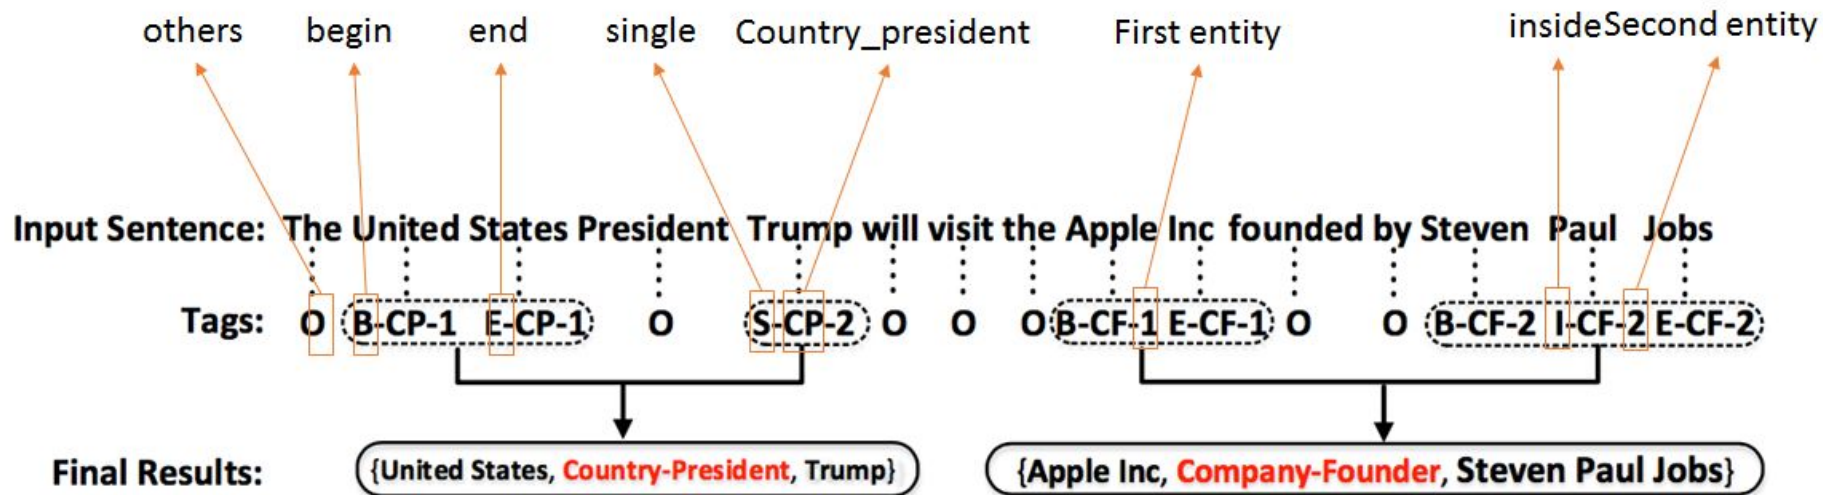 others begin end single Country_president First entity inside Second entity
Input Sentence: The United States President Trump will visit the Apple Inc founded by Steven Paul Jobs
Tags: O B-CP-1 E-CP-1 O S-CP-2 O O O B-CF-1 E-CF-1 O O B-CF-2 I-CF-2 E-CF-2
Final Results: {United States, Country-President, Trump} {Apple Inc, Company-Founder, Steven Paul Jobs}